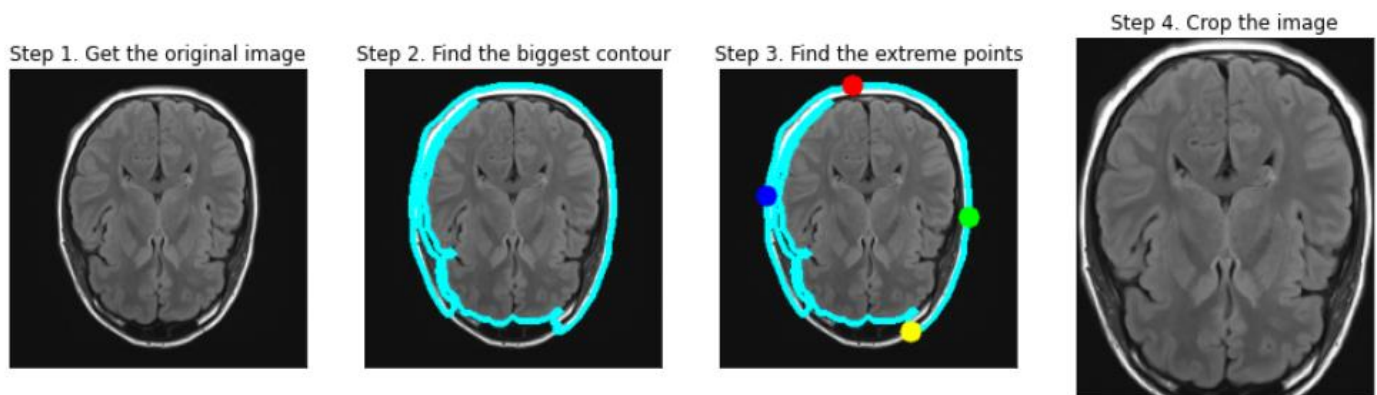 Step 1. Get the original image
Step 2. Find the biggest contour
Step 3. Find the extreme points
Step 4. Crop the image